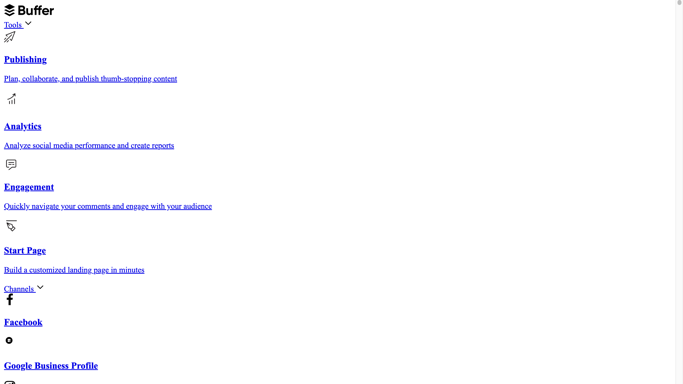 Buffer
Tools
Publishing
Plan, collaborate, and publish thumb-stopping content
Analytics
Analyze social media performance and create reports
Engagement
Quickly navigate your comments and engage with your audience
Start Page
Build a customized landing page in minutes
Channels
Facebook
Google Business Profile